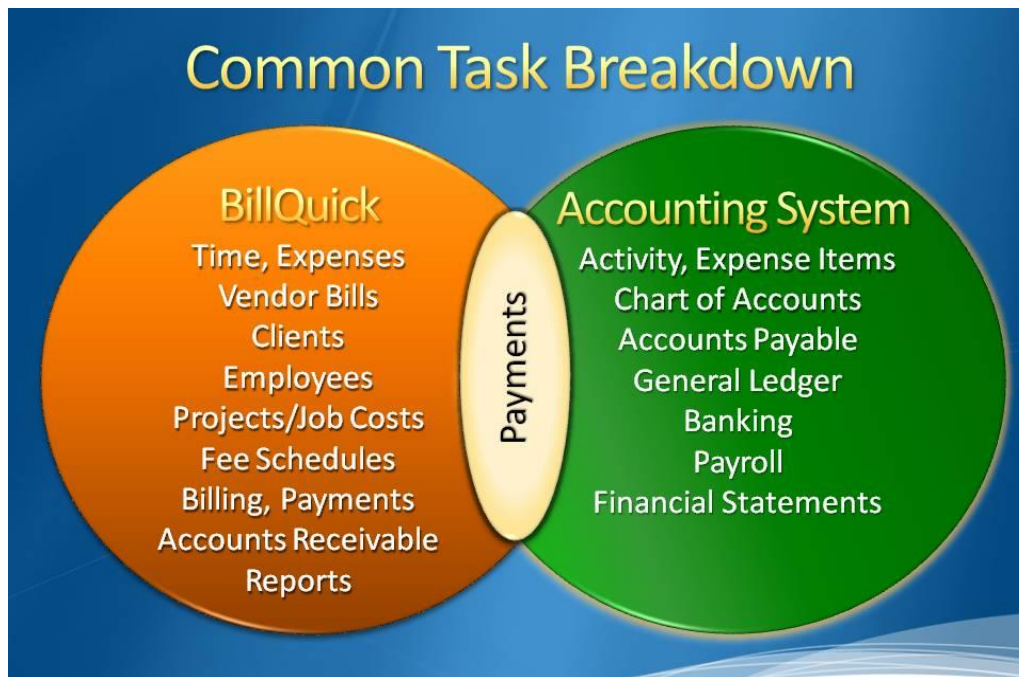 Common Task Breakdown
BillQuick
Time, Expenses
Vendor Bills
Clients
Employees
Projects/Job Costs
Fee Schedules
Billing, Payments
Accounts Receivable
Reports
Payments
Accounting System
Activity, Expense Items
Chart of Accounts
Accounts Payable
General Ledger
Banking
Payroll
Financial Statements